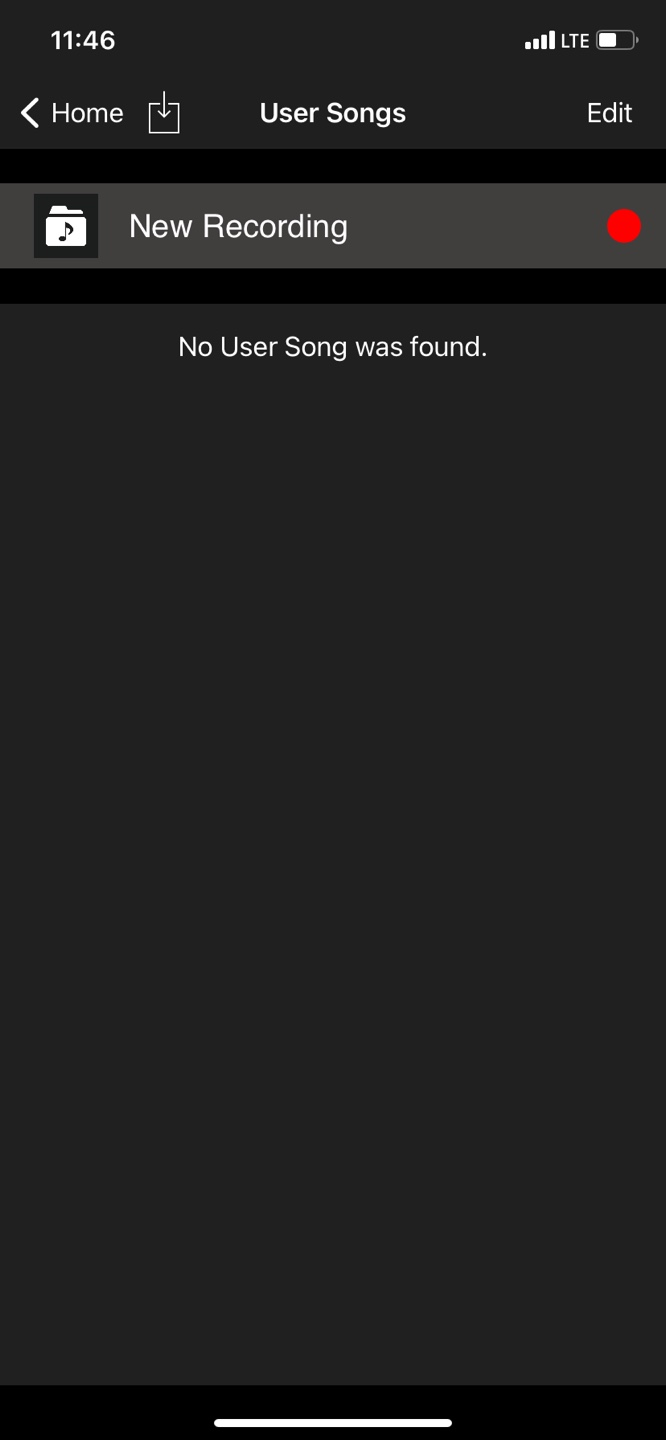 11:46 LTE
Home User Songs Edit
New Recording
No User Song was found.